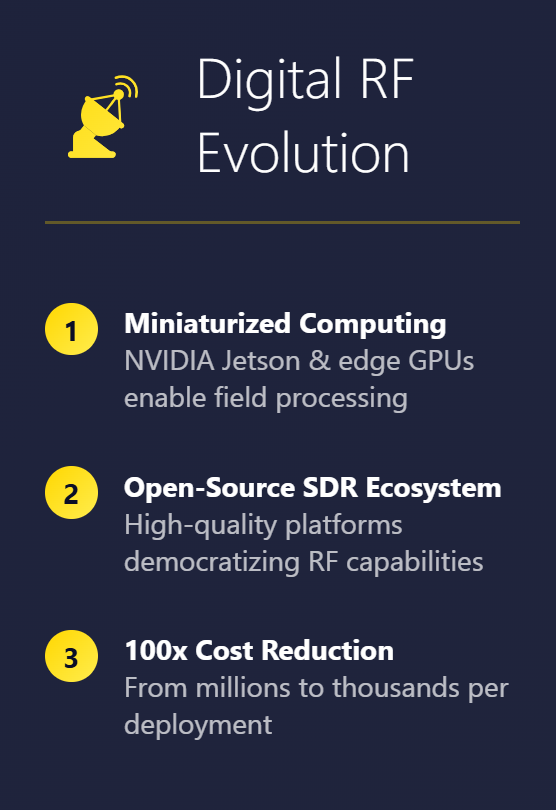 Digital RF
Evolution
1
Miniaturized Computing
NVIDIA Jetson & edge GPUs
enable field processing
2
Open-Source SDR Ecosystem
High-quality platforms
democratizing RF capabilities
3
100x Cost Reduction
From millions to thousands per
deployment